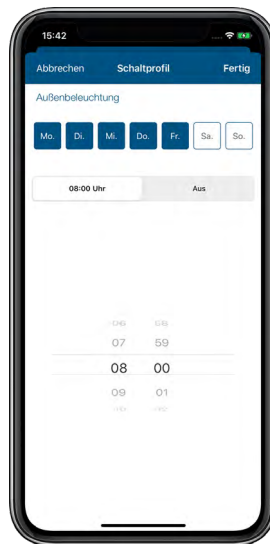 15:42
Abbrechen Schaltprofil Fertig
Außenbeleuchtung
Mo. Di. Mi. Do. Fr. Sa. So.
08:00 Uhr Aus
07 59
08 00
09 01